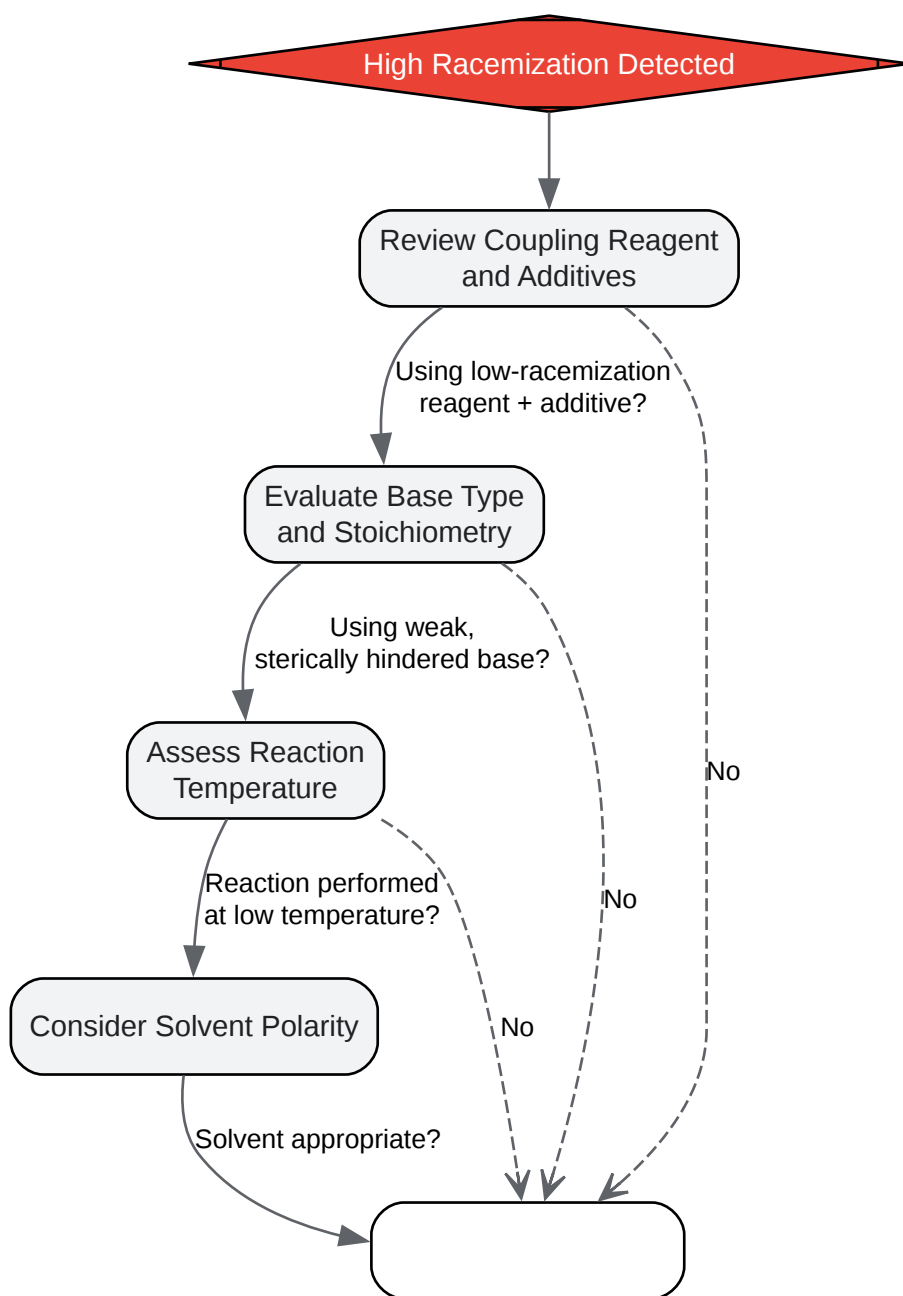 High Racemization Detected
Review Coupling Reagent
and Additives
Using low-racemization
reagent + additive?
Evaluate Base Type
and Stoichiometry
Using weak,
sterically hindered base?
Assess Reaction
Temperature
No
Reaction performed
at low temperature?
No
Consider Solvent Polarity
No
Solvent appropriate?